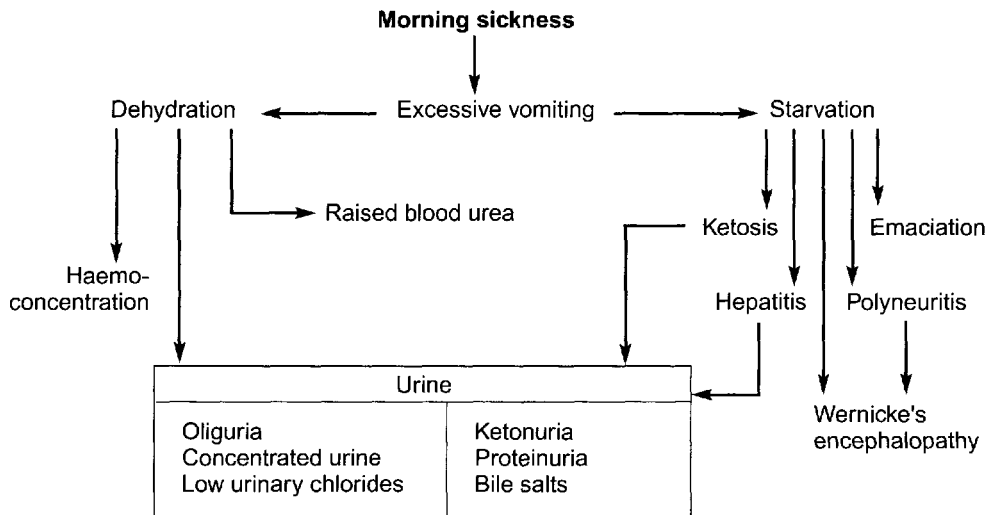 Morning sickness
Dehydration
Excessive vomiting
Starvation
Raised blood urea
Ketosis
Emaciation
Haemo-
concentration
Hepatitis
Polyneuritis
Urine
Wernicke's
encephalopathy
Oliguria
Concentrated urine
Low urinary chlorides
Ketonuria
Proteinuria
Bile salts